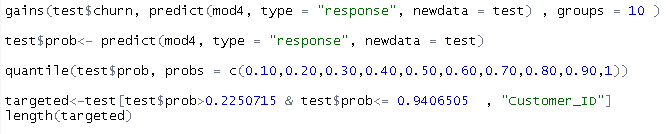 gains(test$churn, predict(mod4, type = "response", newdata = test) , groups = 10 )
test$prob<- predict(mod4, type = "response", newdata = test)
quantile(test$prob, probs = c(0.10,0.20,0.30,0.40,0.50,0.60,0.70,0.80,0.90,1))
targeted<-test[test$prob>0.2250715 & test$prob<= 0.9406505  , "Customer_ID"]
length(targeted)